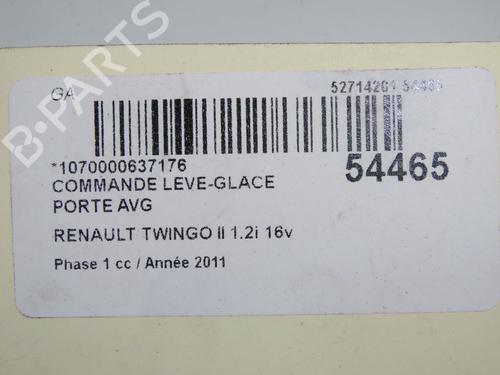 GA
52714201 54465
*1070000637176
54465
COMMANDE LEVE-GLACE
PORTE AVG
RENAULT TWINGO II 1.2i 16v
Phase 1 cc / Année 2011
B-PARTS